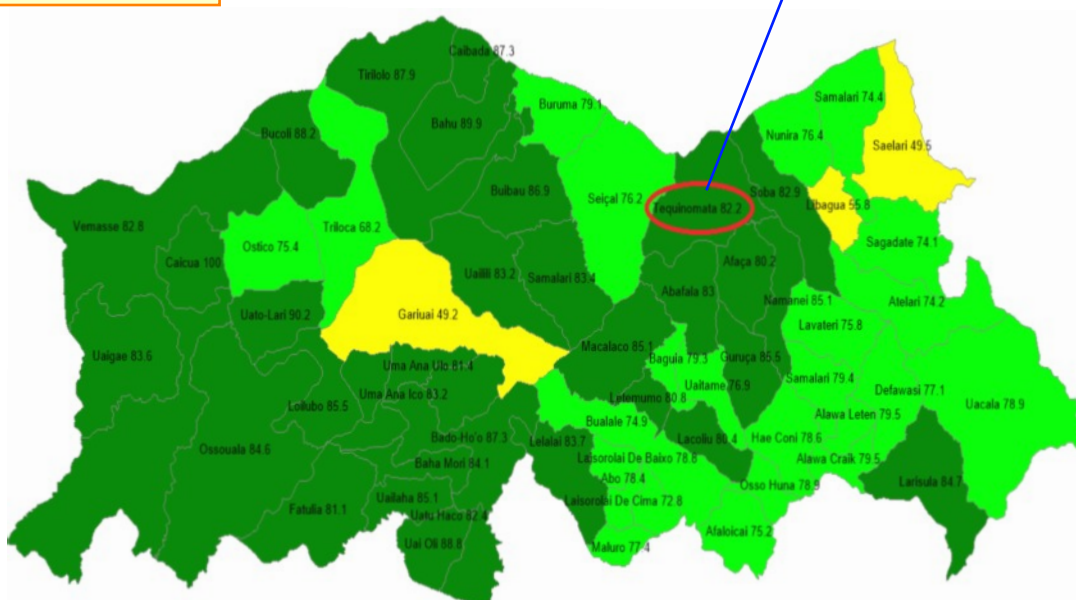 Caibada 87.3
Tirilolo 87.9
Samalari 74.4
Buruma 79.1
Bahu 89.9
Bucoli 88.2
Nunira 76.4
Saelari 49.5
Buibau 86.9
Seiçal 76.2
Soba 82.9
Tequinomata 82.2
Libagua 55.8
Vemasse 82.8
Triloca 68.2
Ostico 75.4
Sagadate 74.1
Caicua 100
Afaça 80.2
Uailili 83.2
Samalari 83.4
Abafala 83
Namanei 85.1
Atelari 74.2
Uato-Lari 90.2
Gariuai 49.2
Lavateri 75.8
Macalaco 85.1
Uaigae 83.6
Bagula 79.3
Guruça 85.5
Uma Ana Ulo 81.4
Samalari 79.4
Uaitame 76.9
Defawasi 77.1
Uma Ana Ico 83.2
Letemumo 80.8
Loilubo 85.5
Uacala 78.9
Alawa Leten 79.5
Bualale 74.9
Bado-Ho'o 87.3
Lelalai 83.7
Lacoliu 80.4
Hae Coni 78.6
Ossouala 84.6
Laisorolai De Baixo 78.8
Alawa Craik 79.5
Baha Mori 84.1
Abo 78.4
Larisula 84.7
Osso Huna 78.9
Uailaha 85.1
Laisorolai De Cima 72.8
Fatulia 81.1
Uatu Haco 82.4
Afaloicai 75.2
Uai Oli 88.8
Maluro 77.4